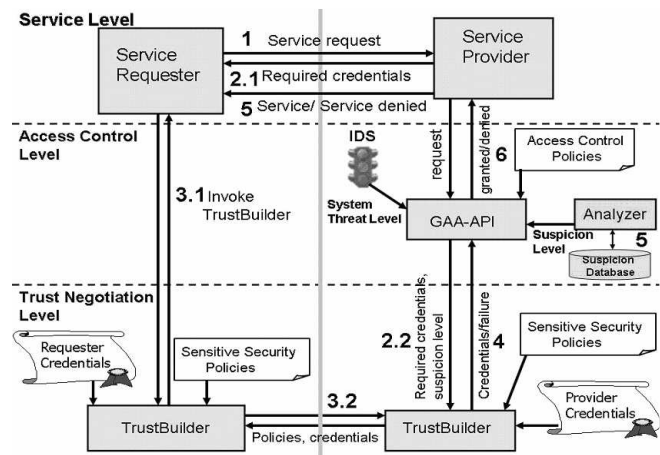 Service Level
Service
Requester
1 Service request
2.1 Required credentials
5 Service/ Service denied
Service
Provider
Access Control
Level
3.1 Invoke
TrustBuilder
IDS
System
Threat Level
request
granted/denied
6
Access Control
Policies
GAA-API
Suspicion
Level
Analyzer
5
Suspicion
Database
Trust Negotiation
Level
Requester
Credentials
Sensitive Security
Policies
2.2
Required credentials,
suspicion level
Credentials/failure
4
Sensitive Security
Policies
Provider
Credentials
TrustBuilder
3.2
Policies, credentials
TrustBuilder